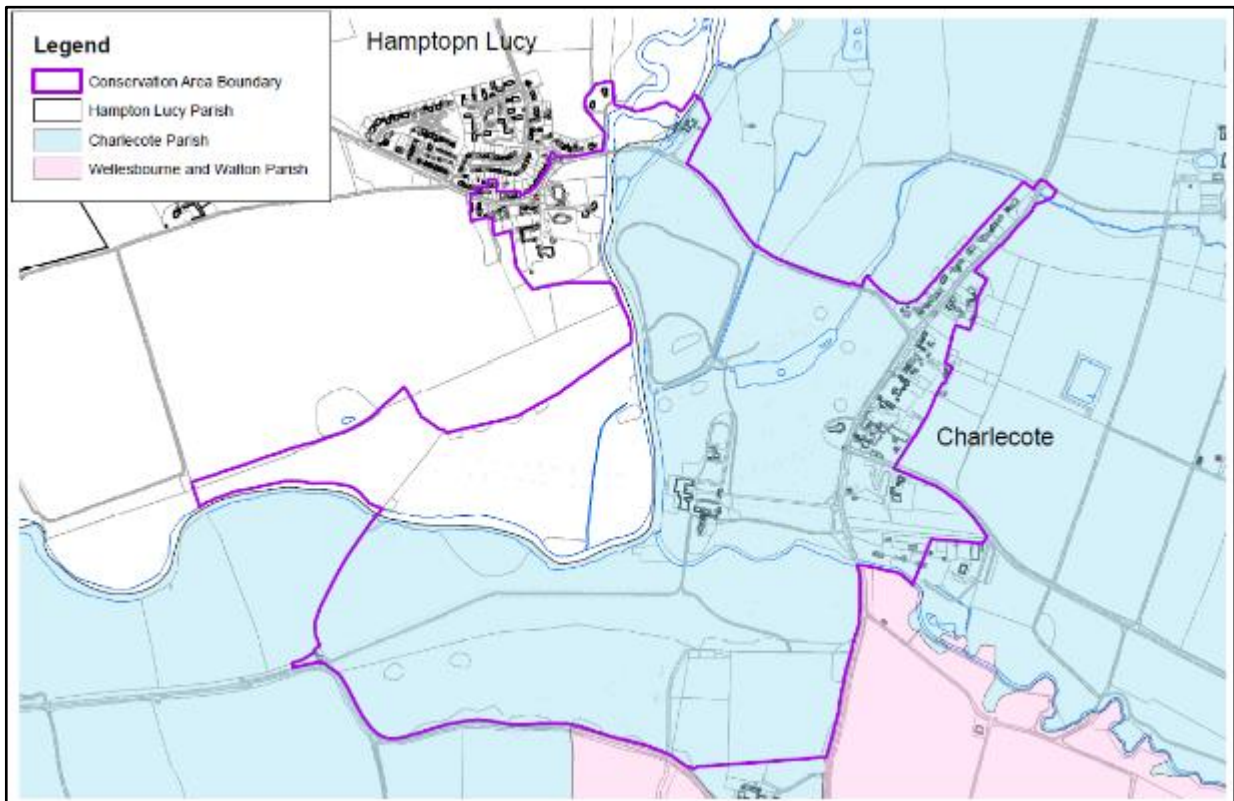 Legend
Conservation Area Boundary
Hampton Lucy Parish
Charlecote Parish
Wellesbourne and Walton Parish
Hamptopn Lucy
Charlecote